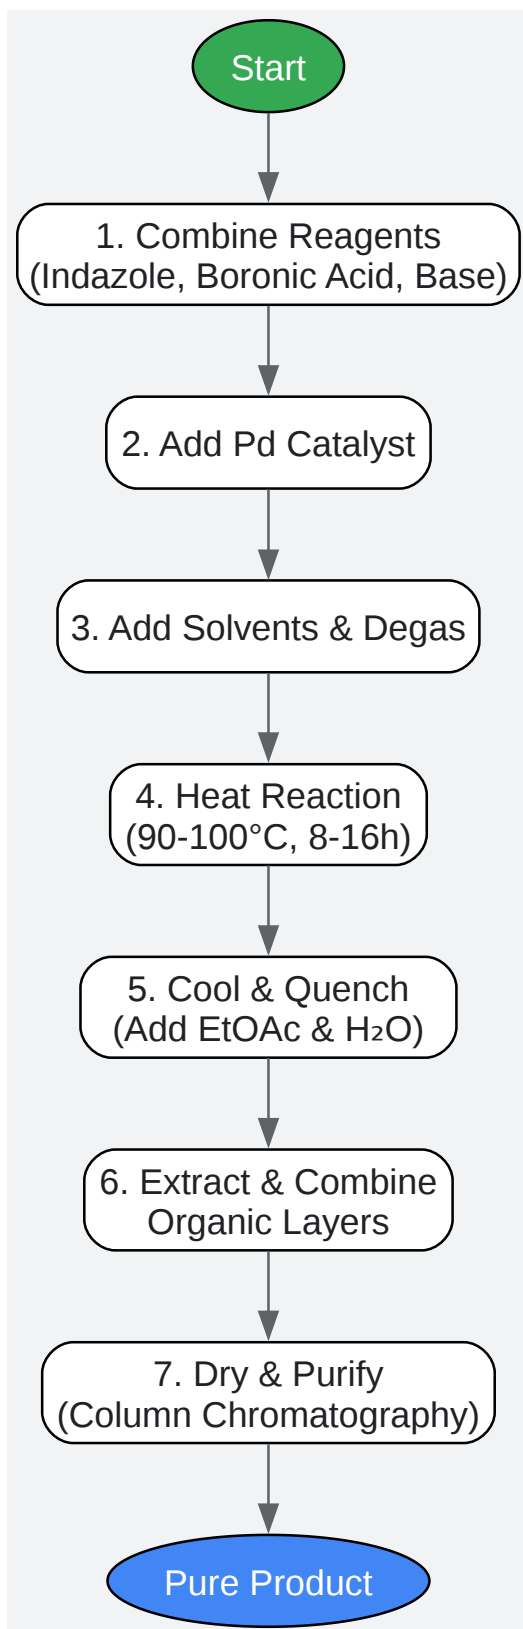 Start
1. Combine Reagents
(Indazole, Boronic Acid, Base)
2. Add Pd Catalyst
3. Add Solvents & Degas
4. Heat Reaction
(90-100°C, 8-16h)
5. Cool & Quench
(Add EtOAc & H₂O)
6. Extract & Combine
Organic Layers
7. Dry & Purify
(Column Chromatography)
Pure Product